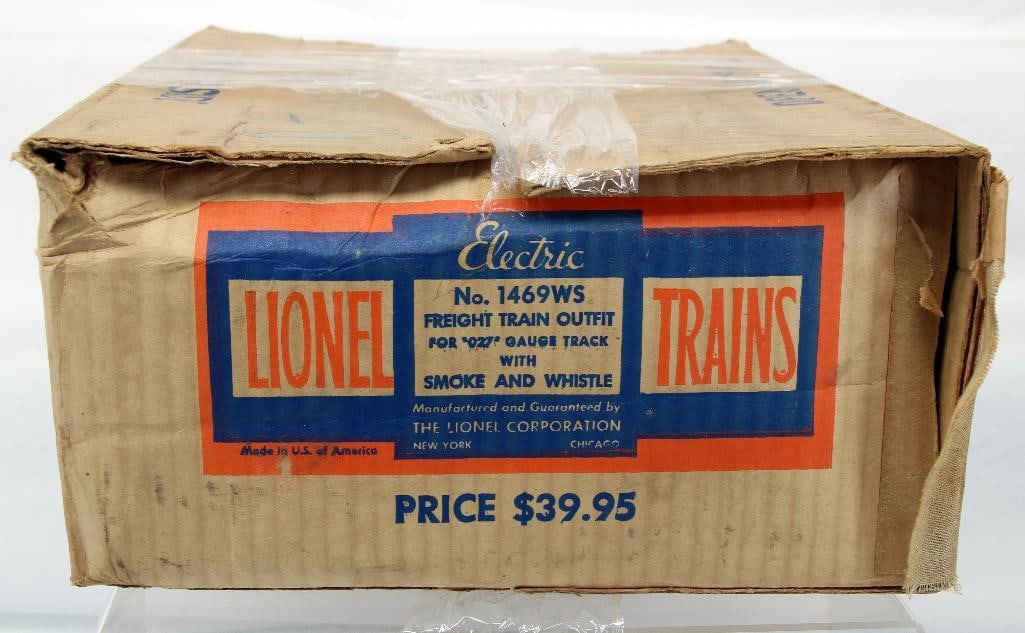 Electric
LIONEL
No. 1469WS
FREIGHT TRAIN OUTFIT
FOR "027" GAUGE TRACK
WITH
SMOKE AND WHISTLE
TRAINS
Manufactured and Guaranteed by
THE LIONEL CORPORATION
NEW YORK CHICAGO
Made in U.S. of America
PRICE $39.95